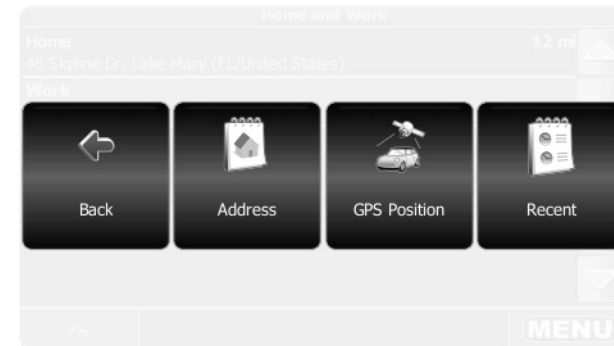 Home and Work
Home 12 mi
46 Skyline Dr, Lake Mary (FL/United States)
Work
Back Address GPS Position Recent
MENU